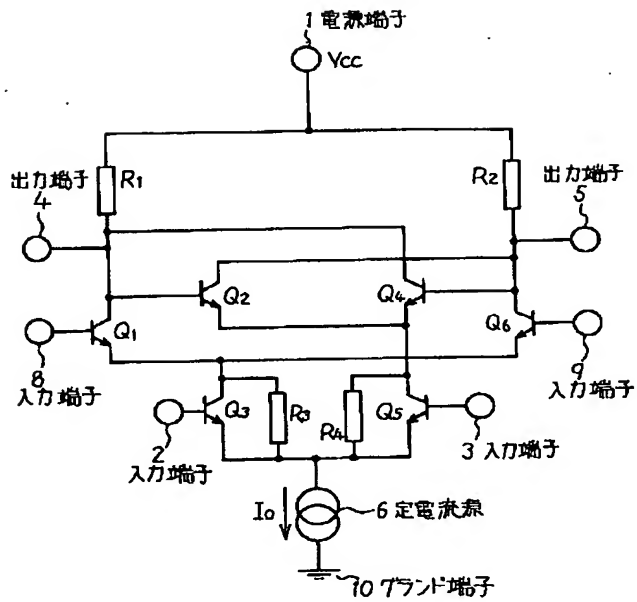 1 電源端子
Vcc
出力端子
4
R1
R2
出力端子
5
Q2
Q4
Q1
Q6
8
入力端子
9
入力端子
Q3
R3
R4
Q5
2
入力端子
3 入力端子
Io
6 定電流源
10 グランド端子